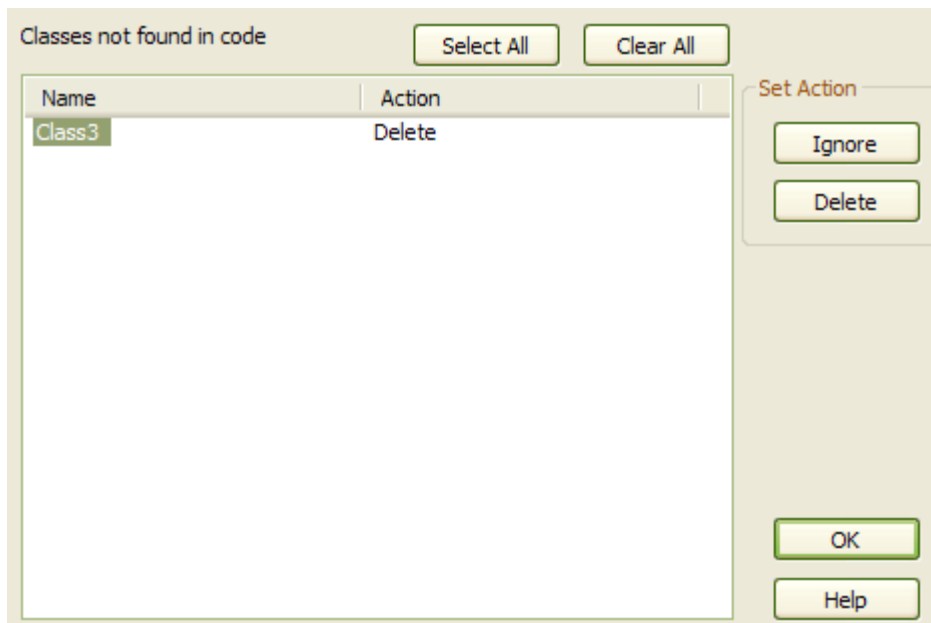 Classes not found in code
Select All
Clear All
Name Action
Class3 Delete
Set Action
Ignore
Delete
OK
Help